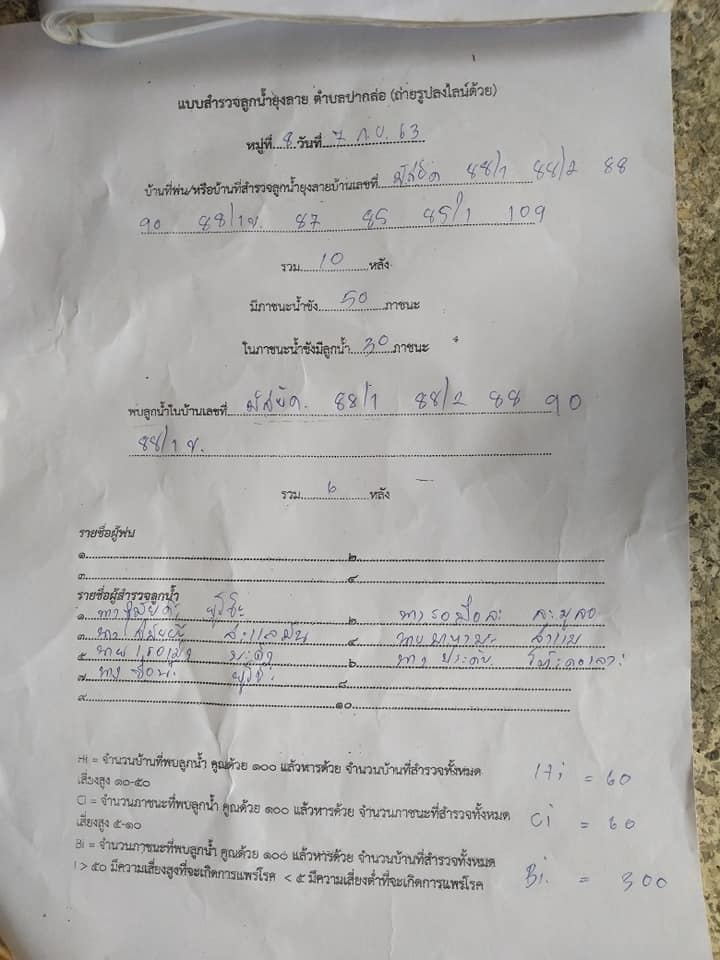 แบบสำรวจลูกน้ำยุงลาย ตำบลปากล่อ (ถ่ายรูปลงไลน์ด้วย)
หมู่ที่...8..วันที่...7 ก.ย. 63
บ้านที่พ่น/หรือบ้านที่สำรวจลูกน้ำยุงลายบ้านเลขที่ มัสยิด 88/1 88/2 88
90 88/1ข. 87 85 85/1 109
รวม......10......หลัง
มีภาชนะน้ำขัง......50......ภาชนะ
ในภาชนะน้ำขังมีลูกน้ำ...30...ภาชนะ
พบลูกน้ำในบ้านเลขที่ มัสยิด. 88/1 88/2 88 90
88/1ข.
รวม......๖......หลัง
รายชื่อผู้พ่น
๑. ๒.
๓. ๔.
รายชื่อผู้สำรวจลูกน้ำ
๑. ๒.
๓. ๔.
๕. ๖. ประดับ
๗. ๘.
๙. ๑๐.
HI = จำนวนบ้านที่พบลูกน้ำ คูณด้วย ๑๐๐ แล้วหารด้วย จำนวนบ้านที่สำรวจทั้งหมด Hi = 60
เสี่ยงสูง ๑๐-๕๐
CI = จำนวนภาชนะที่พบลูกน้ำ คูณด้วย ๑๐๐ แล้วหารด้วย จำนวนภาชนะที่สำรวจทั้งหมด Ci = 60
เสี่ยงสูง ๕-๑๐
Bi = จำนวนภาชนะที่พบลูกน้ำ คูณด้วย ๑๐๐ แล้วหารด้วย จำนวนบ้านที่สำรวจทั้งหมด
> ๕๐ มีความเสี่ยงสูงที่จะเกิดการแพร่โรค < ๕ มีความเสี่ยงต่ำที่จะเกิดการแพร่โรค Bi. = 300